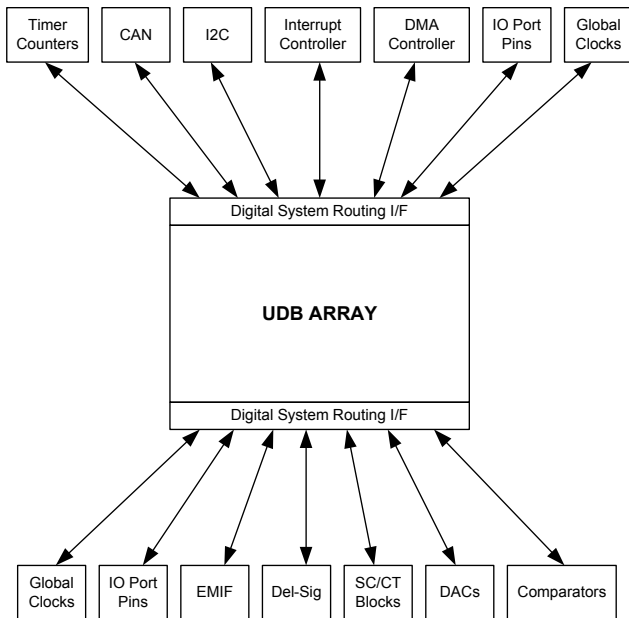 Timer
Counters
CAN
I2C
Interrupt
Controller
DMA
Controller
IO Port
Pins
Global
Clocks
Digital System Routing I/F
UDB ARRAY
Digital System Routing I/F
Global
Clocks
IO Port
Pins
EMIF
Del-Sig
SC/CT
Blocks
DACs
Comparators